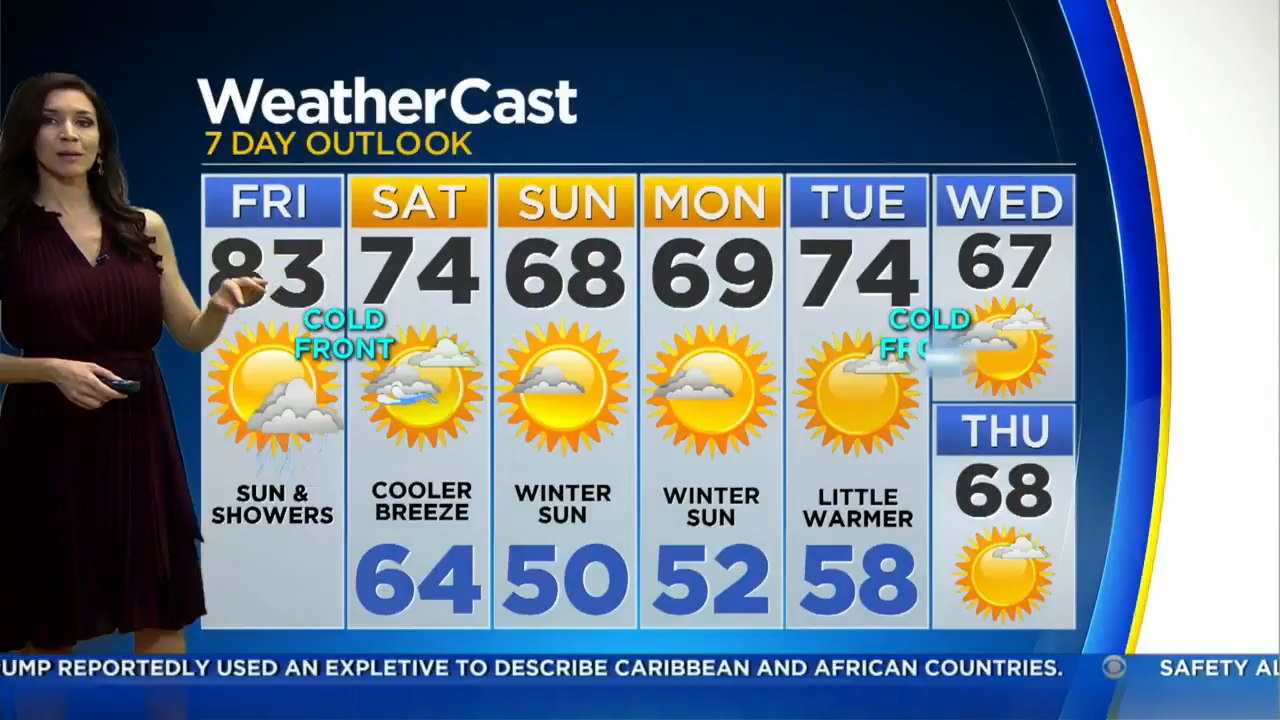 WeatherCast
7 DAY OUTLOOK
FRI
SAT
SUN
MON
TUE
WED
83
74
68
69
74
67
COLD
FRONT
COLD
SUN &
SHOWERS
COOLER
BREEZE
WINTER
SUN
WINTER
SUN
LITTLE
WARMER
64
50
52
58
THU
68
UMP REPORTEDLY USED AN EXPLETIVE TO DESCRIBE CARIBBEAN AND AFRICAN COUNTRIES.
SAFETY